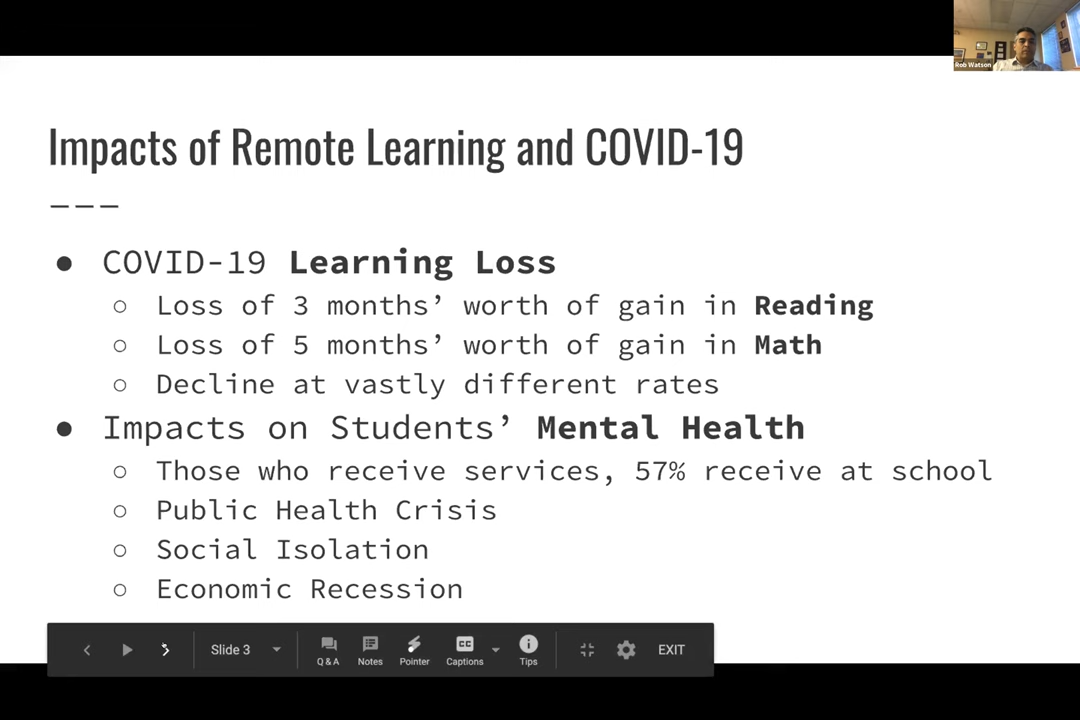 Rob Watson
Impacts of Remote Learning and COVID-19
● COVID-19 Learning Loss
○ Loss of 3 months’ worth of gain in Reading
○ Loss of 5 months’ worth of gain in Math
○ Decline at vastly different rates
● Impacts on Students’ Mental Health
○ Those who receive services, 57% receive at school
○ Public Health Crisis
○ Social Isolation
○ Economic Recession
Slide 3
Q & A Notes Pointer CC Captions Tips EXIT